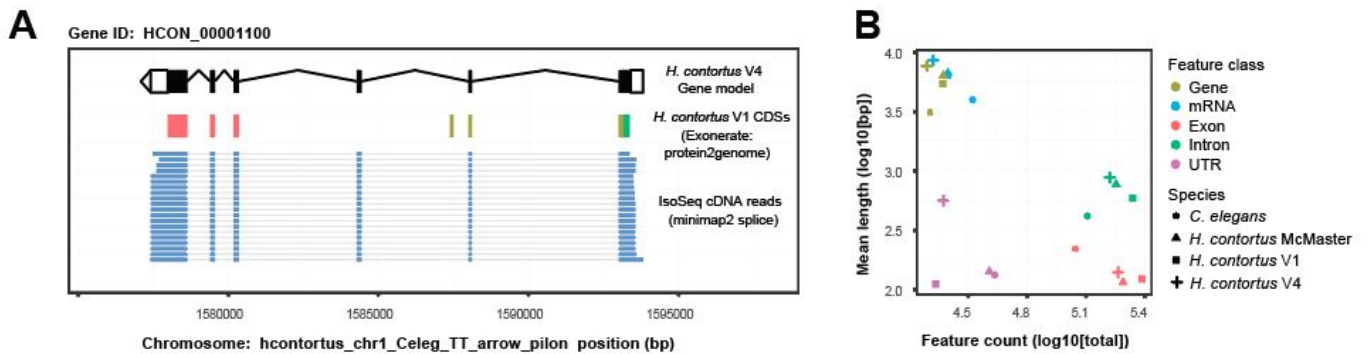 A
Gene ID: HCON_00001100
H. contortus V4
Gene model
H. contortus V1 CDSs
(Exonerate:
protein2genome)
IsoSeq cDNA reads
(minimap2 splice)
1580000
1585000
1590000
1595000
Chromosome: hcontortus_chr1_Celeg_TT_arrow_pilon position (bp)
B
Mean length (log10[bp])
4.0
3.5
3.0
2.5
2.0
4.5
4.8
5.1
5.4
Feature count (log10[total])
Feature class
Gene
mRNA
Exon
Intron
UTR
Species
C. elegans
H. contortus McMaster
H. contortus V1
H. contortus V4